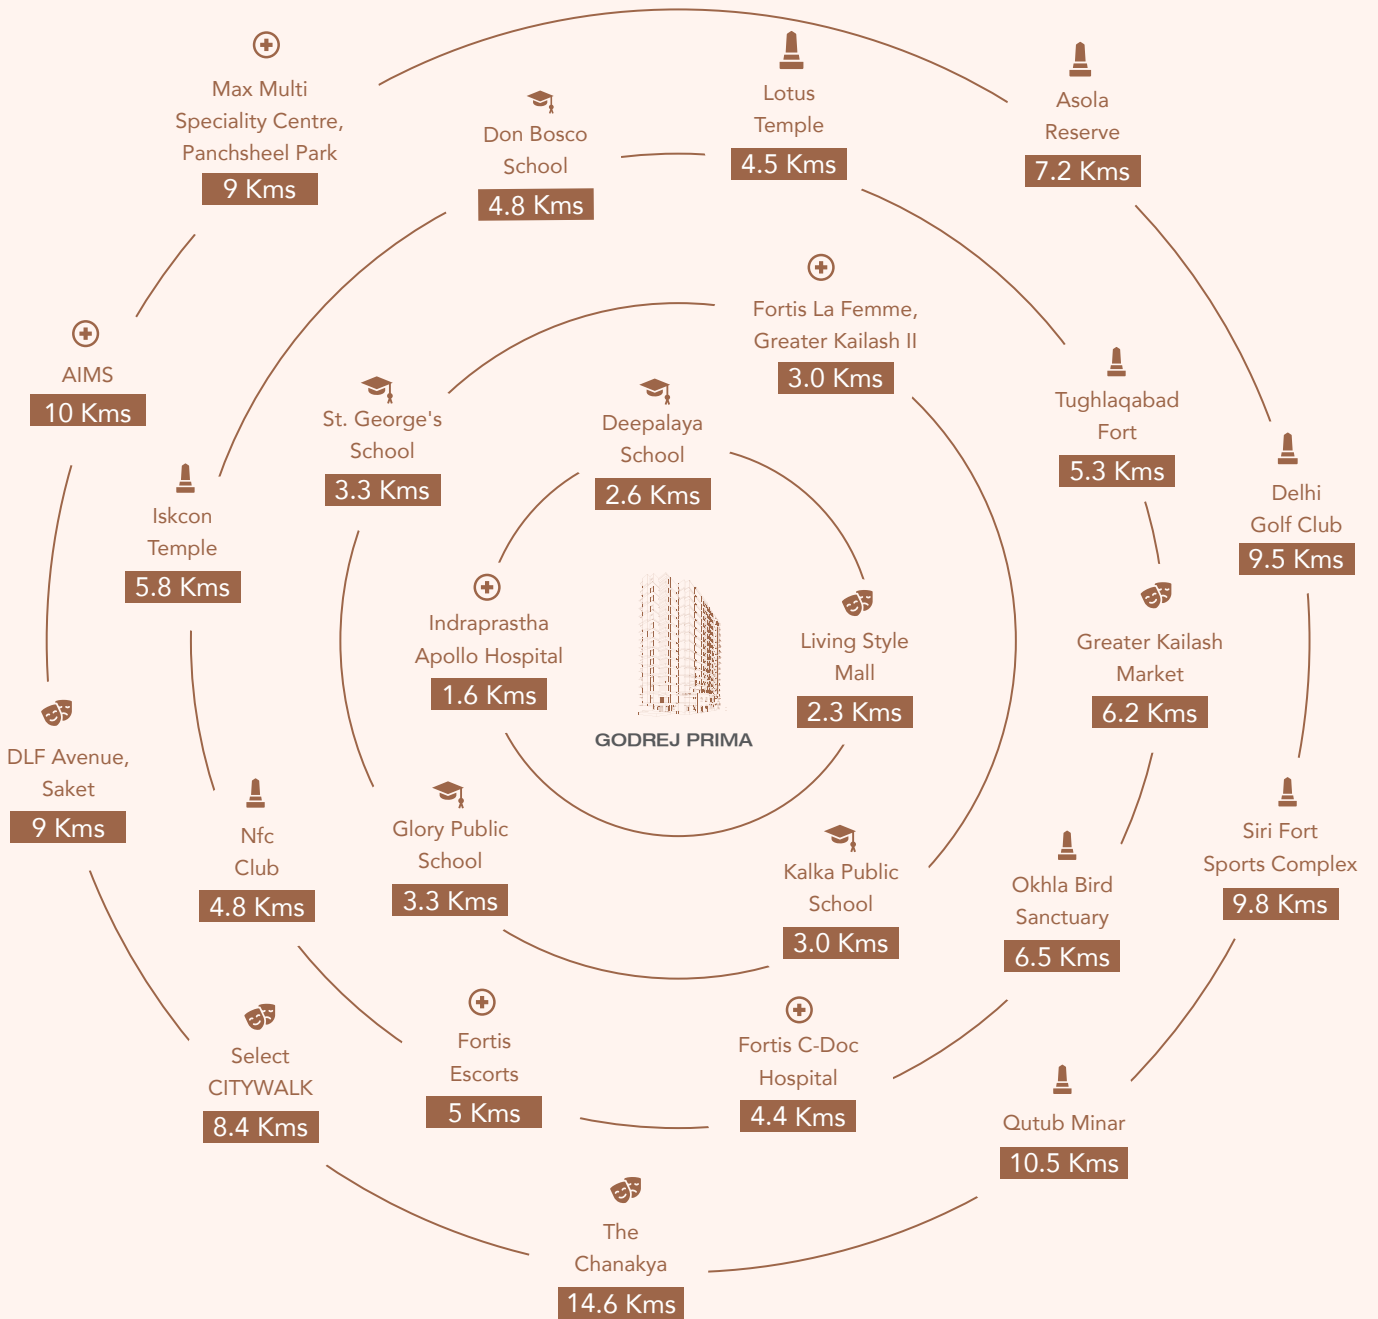 Max Multi
Speciality Centre,
Panchsheel Park
9 Kms
Don Bosco
School
4.8 Kms
Lotus
Temple
4.5 Kms
Asola
Reserve
7.2 Kms
AIMS
10 Kms
St. George's
School
3.3 Kms
Deepalaya
School
2.6 Kms
Fortis La Femme,
Greater Kailash II
3.0 Kms
Tughlaqabad
Fort
5.3 Kms
Delhi
Golf Club
9.5 Kms
Iskcon
Temple
5.8 Kms
Indraprastha
Apollo Hospital
1.6 Kms
GODREJ PRIMA
Living Style
Mall
2.3 Kms
Greater Kailash
Market
6.2 Kms
DLF Avenue,
Saket
9 Kms
Nfc
Club
4.8 Kms
Glory Public
School
3.3 Kms
Kalka Public
School
3.0 Kms
Okhla Bird
Sanctuary
6.5 Kms
Siri Fort
Sports Complex
9.8 Kms
Select
CITYWALK
8.4 Kms
Fortis
Escorts
5 Kms
Fortis C-Doc
Hospital
4.4 Kms
Qutub Minar
10.5 Kms
The
Chanakya
14.6 Kms